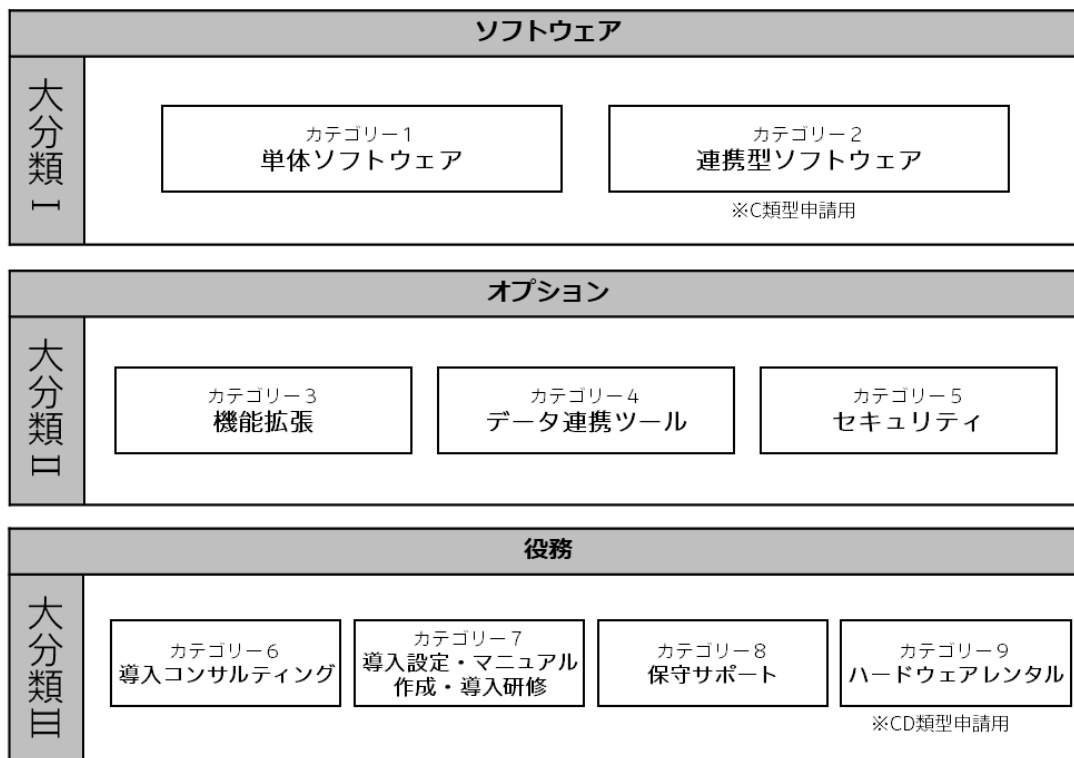 ソフトウェア
大分類Ⅰ
カテゴリー1
単体ソフトウェア
カテゴリー2
連携型ソフトウェア
※C類型申請用
オプション
大分類Ⅱ
カテゴリー3
機能拡張
カテゴリー4
データ連携ツール
カテゴリー5
セキュリティ
役務
大分類Ⅲ
カテゴリー6
導入コンサルティング
カテゴリー7
導入設定・マニュアル
作成・導入研修
カテゴリー8
保守サポート
カテゴリー9
ハードウェアレンタル
※CD類型申請用